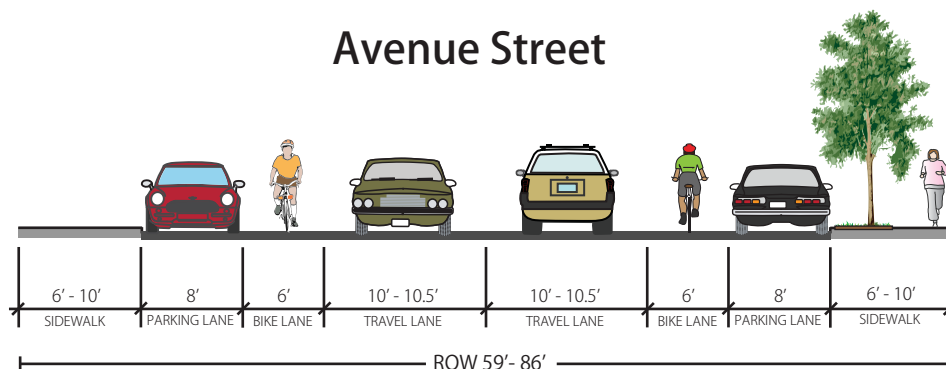 Avenue Street
6’ - 10’ 8’ 6’ 10’ - 10.5’ 10’ - 10.5’ 6’ 8’ 6’ - 10’
SIDEWALK PARKING LANE BIKE LANE TRAVEL LANE TRAVEL LANE BIKE LANE PARKING LANE SIDEWALK
ROW 59’- 86’